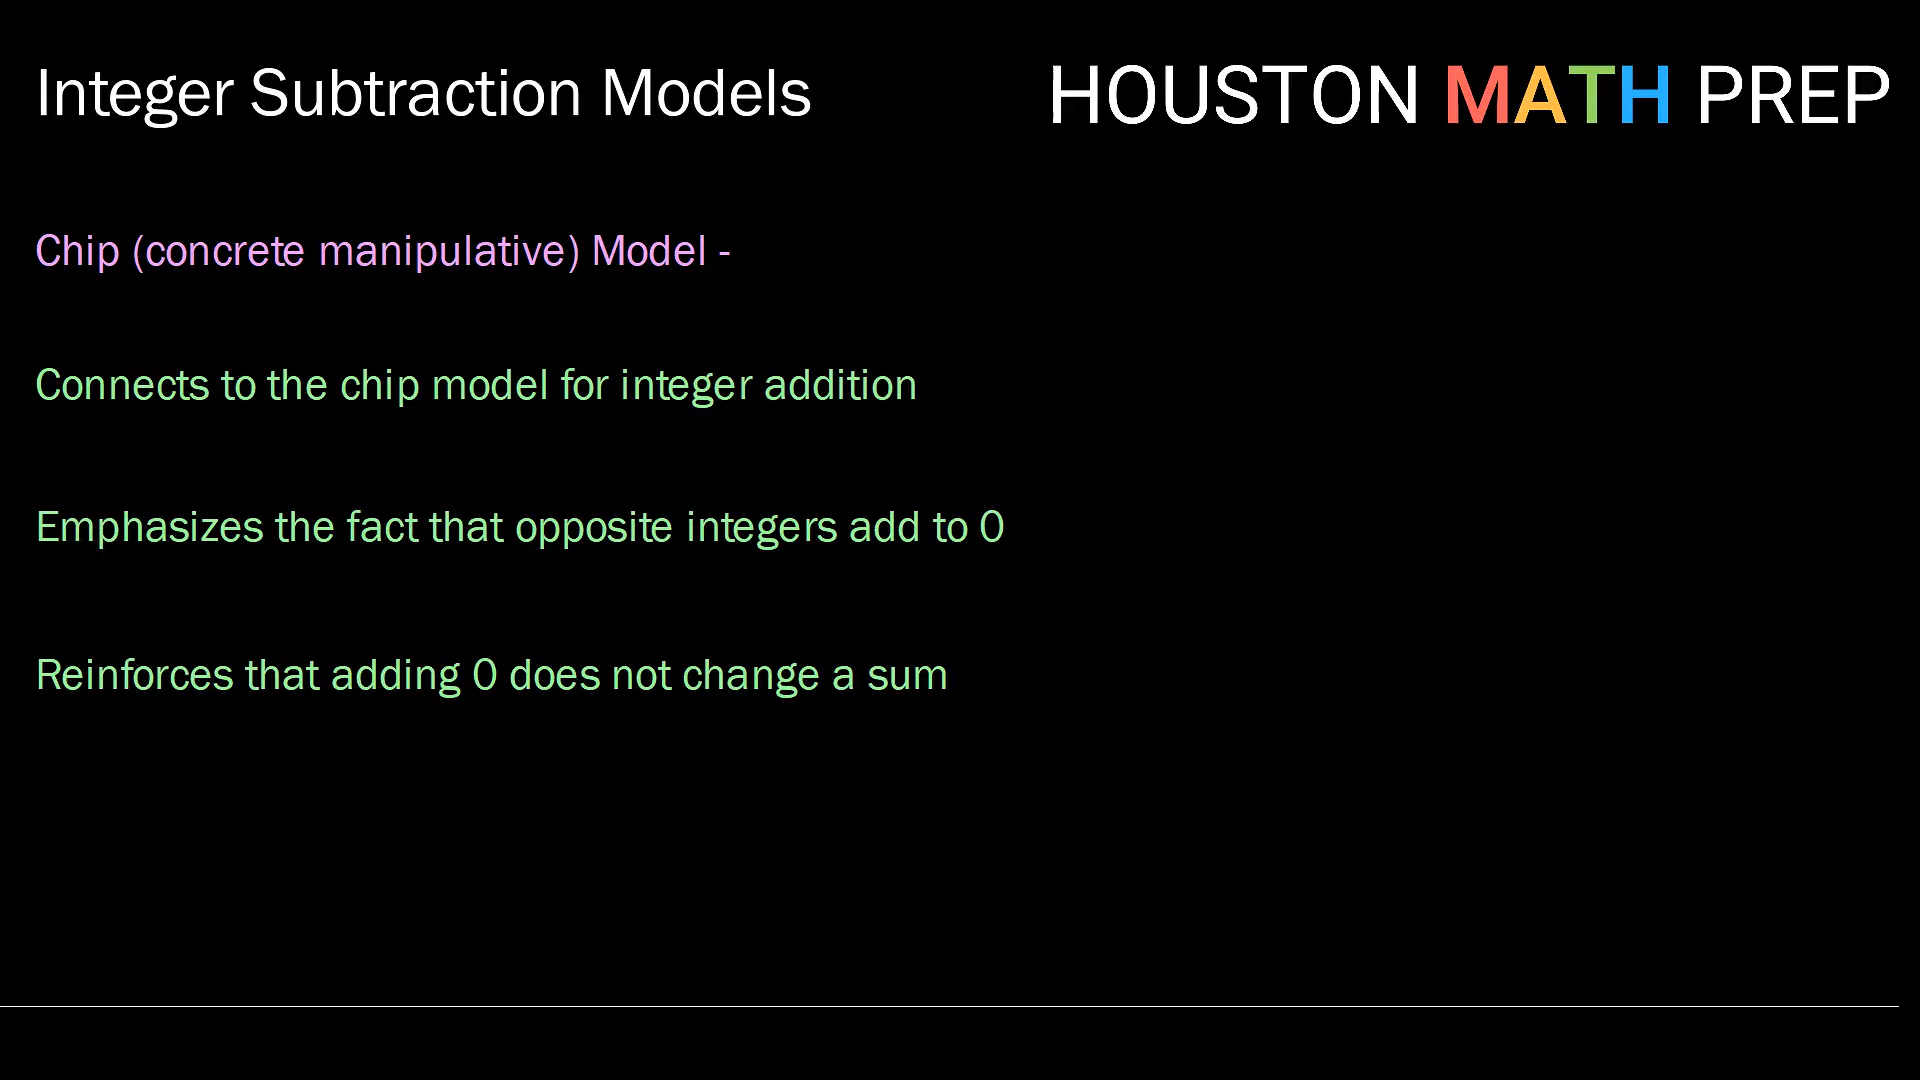 Integer Subtraction Models
HOUSTON MATH PREP
Chip (concrete manipulative) Model -
Connects to the chip model for integer addition
Emphasizes the fact that opposite integers add to 0
Reinforces that adding 0 does not change a sum